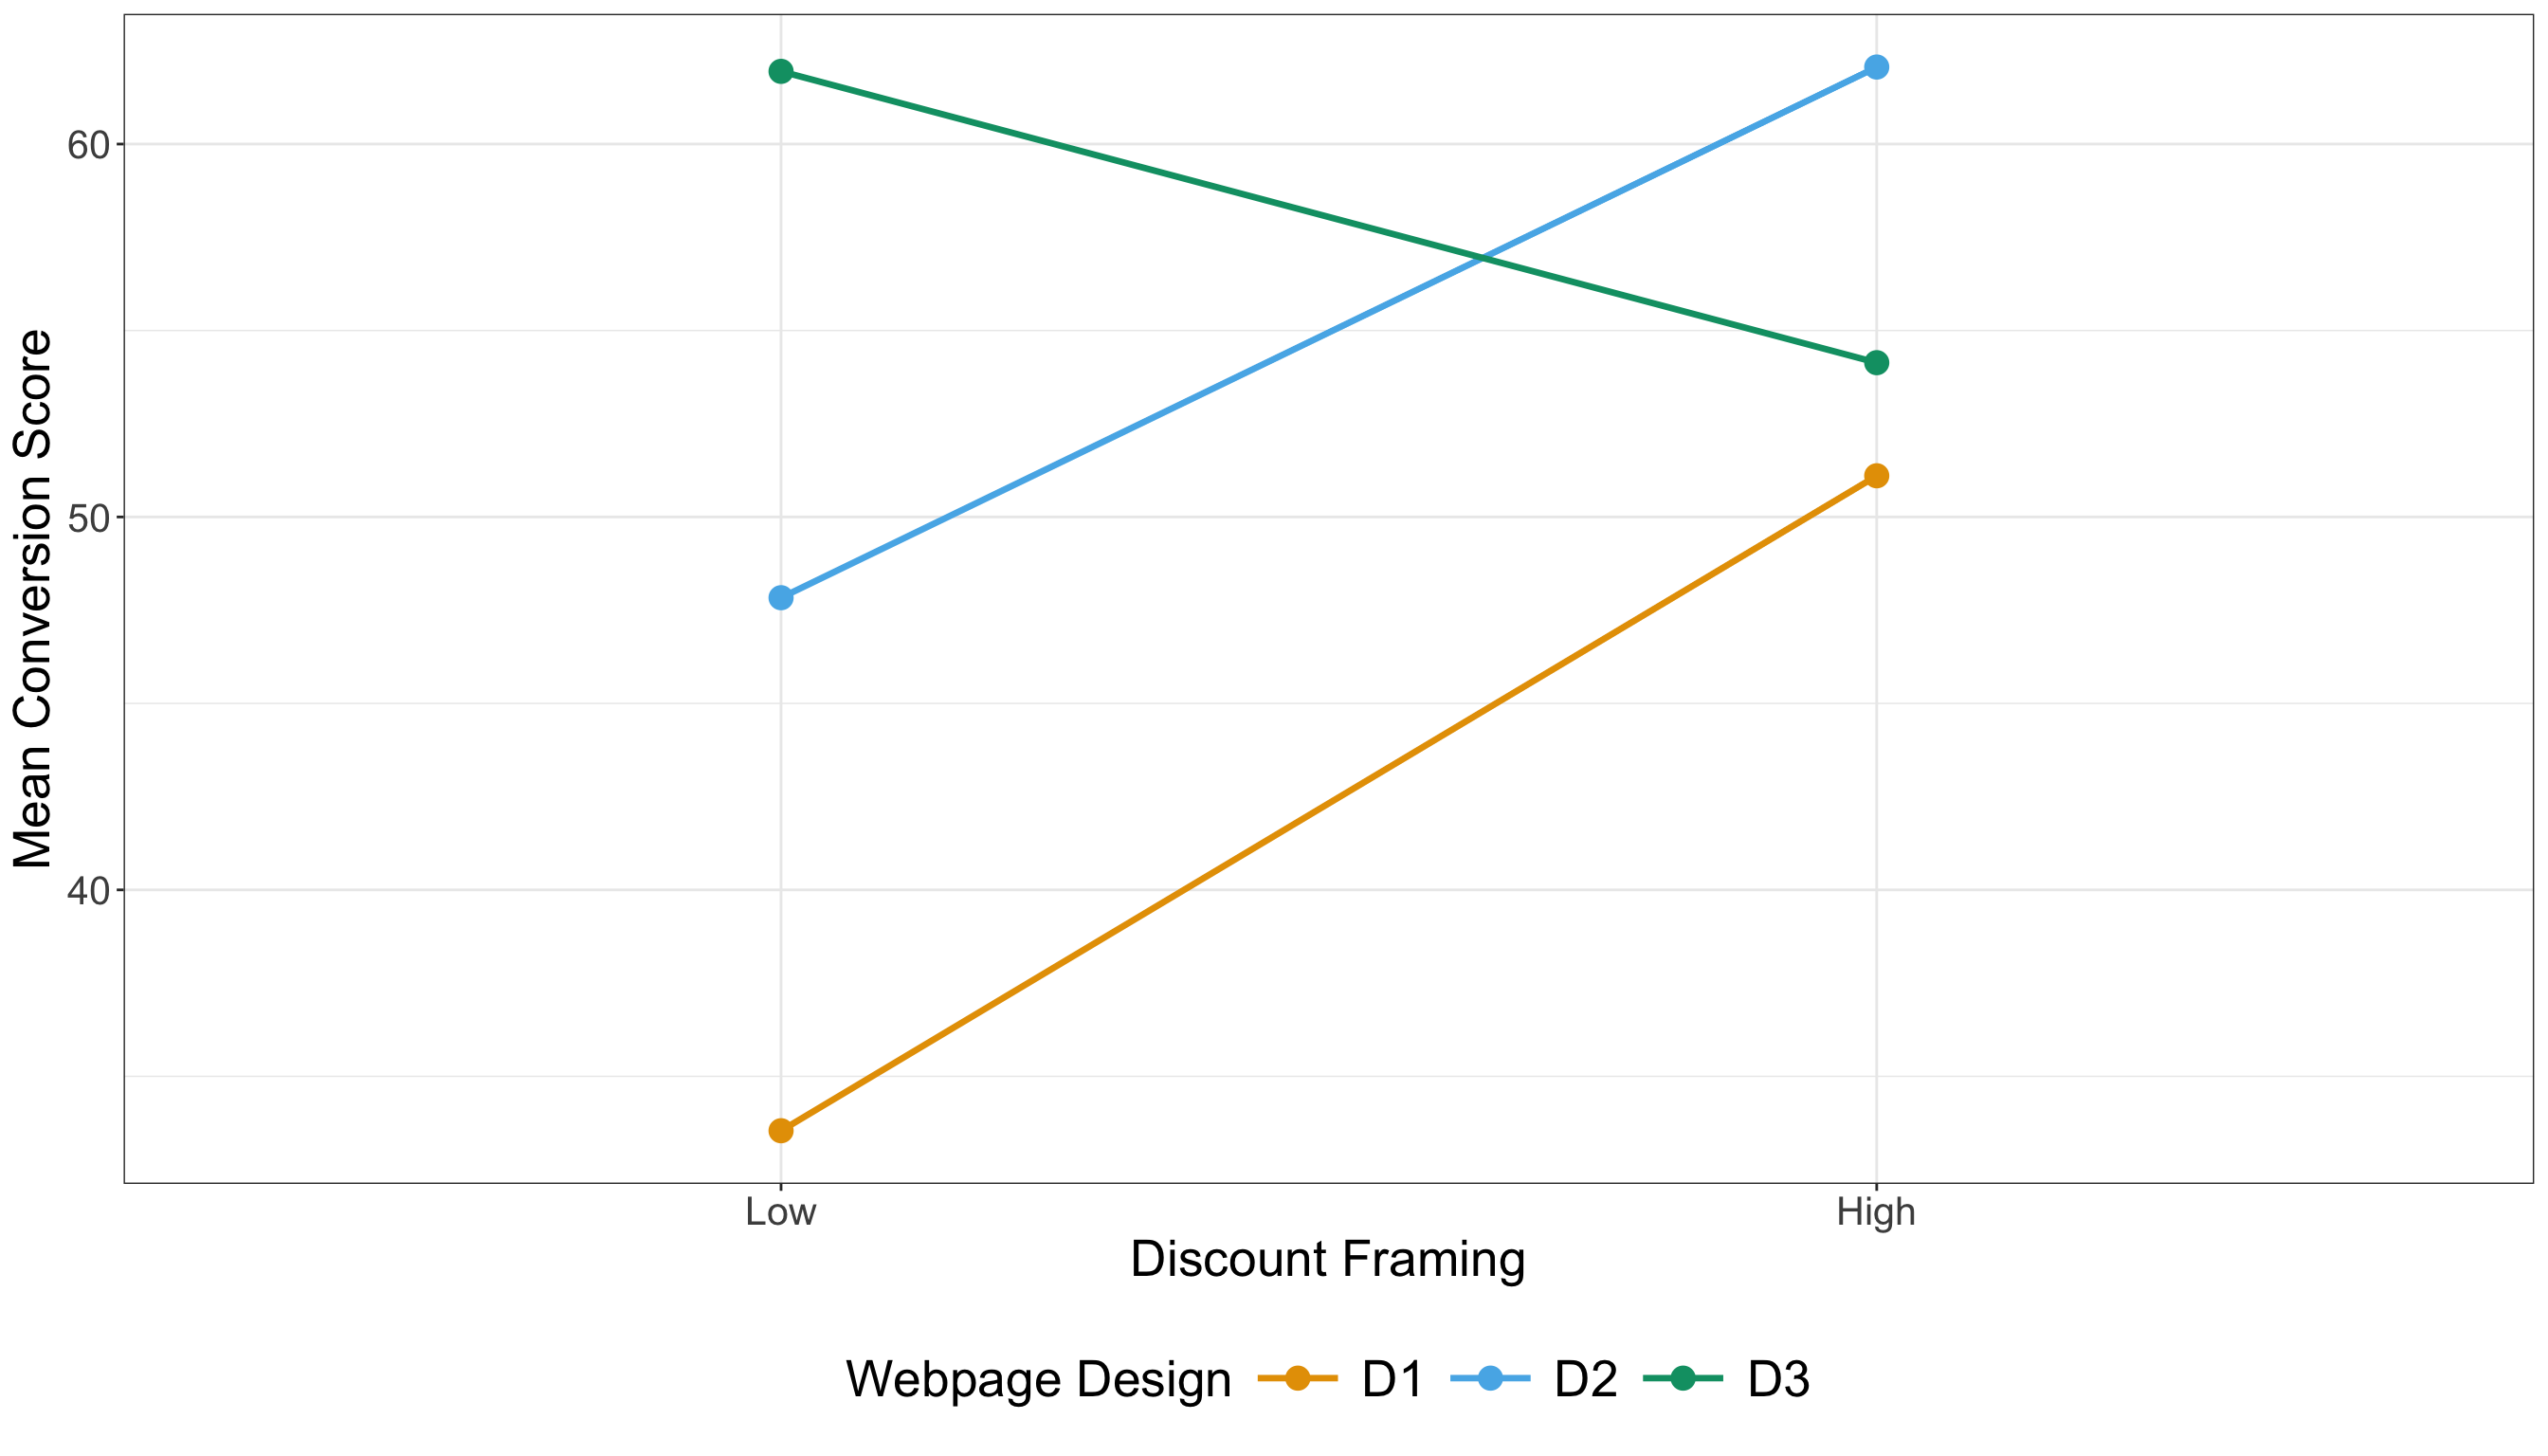 Mean Conversion Score
60
50
40
Low High
Discount Framing
Webpage Design D1 D2 D3